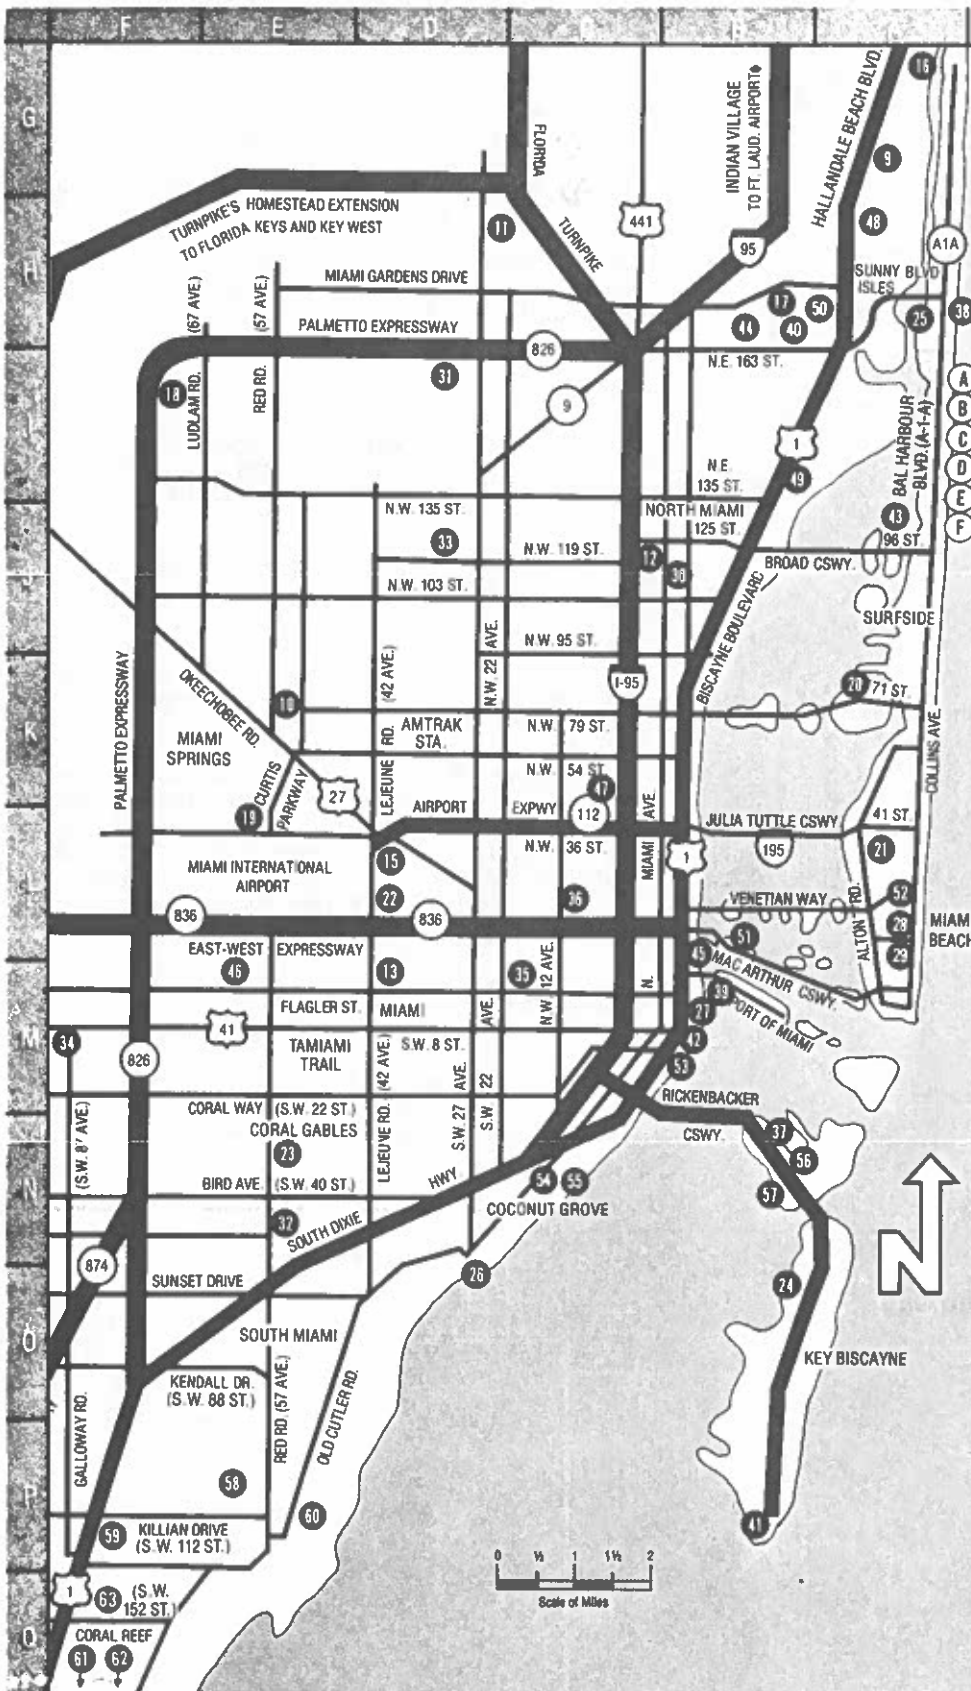 F E D C B A
G
H
J
K
L
M
N
O
P
Q
FLORIDA
TURNPIKE
INDIAN VILLAGE
TO FT. LAUD. AIRPORT
HALLANDALE BEACH BLVD.
16
9
441
95
48
A1A
TURNPIKE'S HOMESTEAD EXTENSION
TO FLORIDA KEYS AND KEY WEST
11
MIAMI GARDENS DRIVE
SUNNY BLVD
ISLES
17
50
44
40
25
38
(67 AVE.)
LUDLAM RD.
(57 AVE.)
RED RD.
PALMETTO EXPRESSWAY
826
N.E. 163 ST.
18
31
9
A
B
C
D
E
F
BAL HARBOUR
BLVD. (A-1-A)
1
49
N.E.
135 ST.
N.W. 135 ST.
NORTH MIAMI
125 ST.
43
96 ST.
33
N.W. 119 ST.
12
BROAD CSWY.
36
N.W. 103 ST.
SURFSIDE
N.W. 95 ST.
N.W. 22 AVE.
BISCAYNE BOULEVARD
I-95
20
71 ST.
PALMETTO EXPRESSWAY
OKEECHOBEE RD.
10
(42 AVE.)
LEJEUNE RD.
AMTRAK
STA.
N.W. 79 ST.
MIAMI
SPRINGS
COLLINS AVE.
N.W. 54 ST.
47
CURTIS
PARKWAY
19
27
AIRPORT EXPWY
112
MIAMI AVE.
N.
JULIA TUTTLE CSWY.
41 ST.
MIAMI INTERNATIONAL
AIRPORT
15
N.W. 36 ST.
1
195
21
22
36
VENETIAN WAY
ALTON RD.
52
836
836
28
MIAMI
BEACH
EAST-WEST EXPRESSWAY
46
13
35
N.W. 12 AVE.
45
51
MAC ARTHUR CSWY.
29
FLAGLER ST. MIAMI
39
27
PORT OF MIAMI
34
41
826
TAMIAMI
TRAIL
S.W. 8 ST.
42
53
(S.W. 87 AVE.)
CORAL WAY (S.W. 22 ST.)
LEJEUNE RD. (42 AVE.)
S.W. 27 AVE.
S.W. 22 AVE.
RICKENBACKER
CSWY.
CORAL GABLES
23
37
56
BIRD AVE. (S.W. 40 ST.)
54
55
57
COCONUT GROVE
32
SOUTH DIXIE HWY
N
874
SUNSET DRIVE
26
24
SOUTH MIAMI
KEY BISCAYNE
KENDALL DR.
(S.W. 88 ST.)
GALLOWAY RD.
RED RD. (57 AVE.)
OLD CUTLER RD.
58
60
59
KILLIAN DRIVE
(S.W. 112 ST.)
41
0 ½ 1 1½ 2
Scale of Miles
1
63
(S.W.
152 ST.)
CORAL REEF
61
62